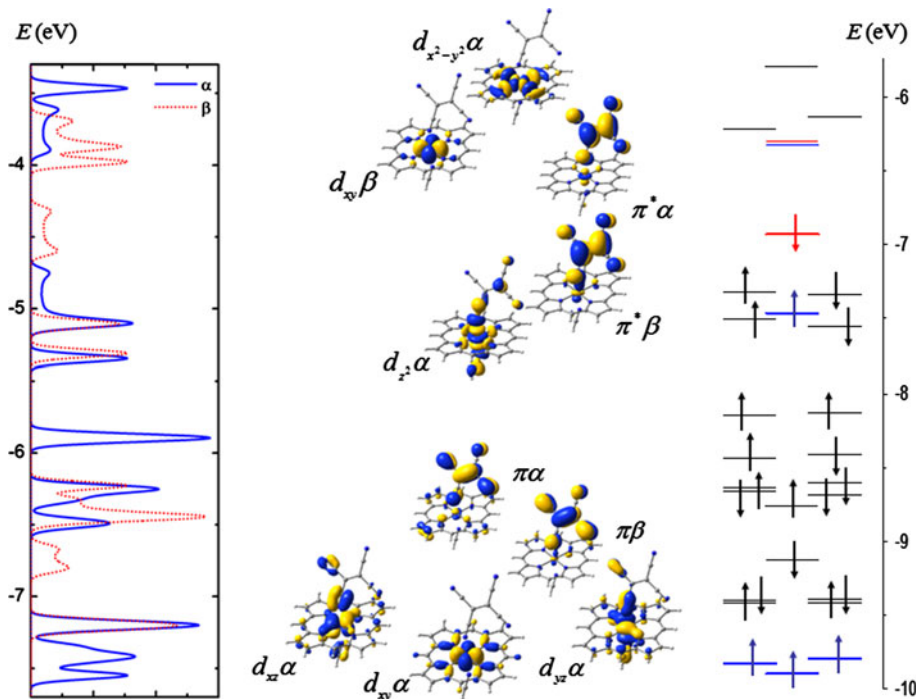 E (eV)
α
β
-4
-5
-6
-7
d_{x²−y²}α
d_{xy}β
π*α
π*β
d_{z²}α
πα
πβ
d_{xz}α
d_{xy}α
d_{yz}α
E (eV)
-6
-7
-8
-9
-10